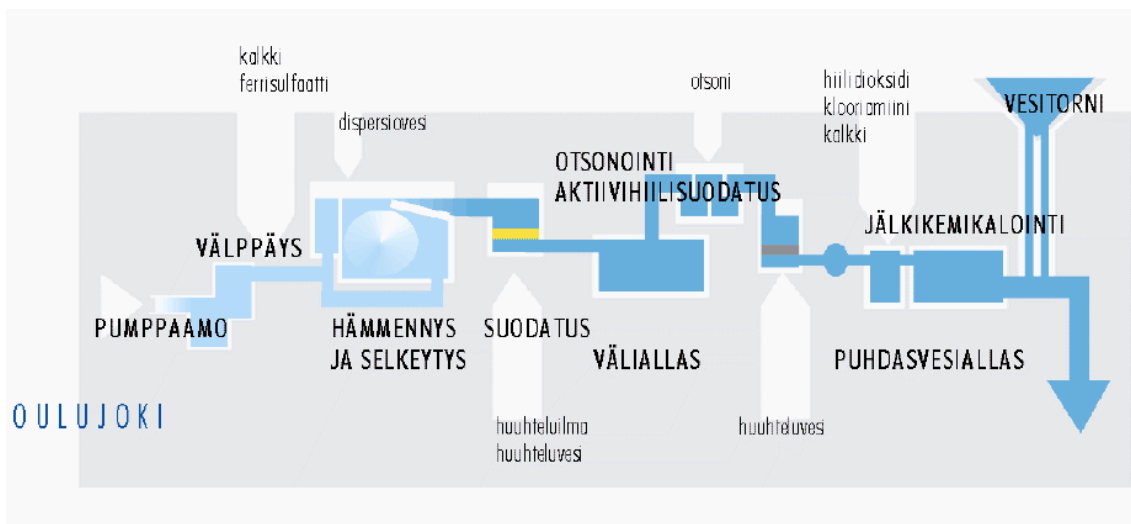 kalkki
ferrisulfaatti
dispersiovesi
otsoni
hiilidioksidi
klooriamiini
kalkki
VESITORNI
OTSONOINTI
AKTIIVIHIILISUODATUS
VÄLPPÄYS
JÄLKIKEMIKALOINTI
PUMPPAAMO
HÄMMENNYS
JA SELKEYTYS
SUODATUS
VÄLIALLAS
PUHDASVESIALLAS
OULUJOKI
huuhteluilma
huuhteluvesi
huuhteluvesi